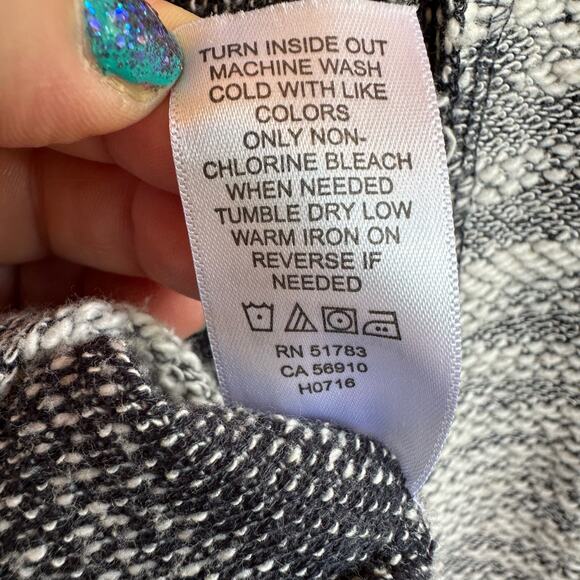 TURN INSIDE OUT
MACHINE WASH
COLD WITH LIKE
COLORS
ONLY NON-
CHLORINE BLEACH
WHEN NEEDED
TUMBLE DRY LOW
WARM IRON ON
REVERSE IF
NEEDED
RN 51783
CA 56910
H0716